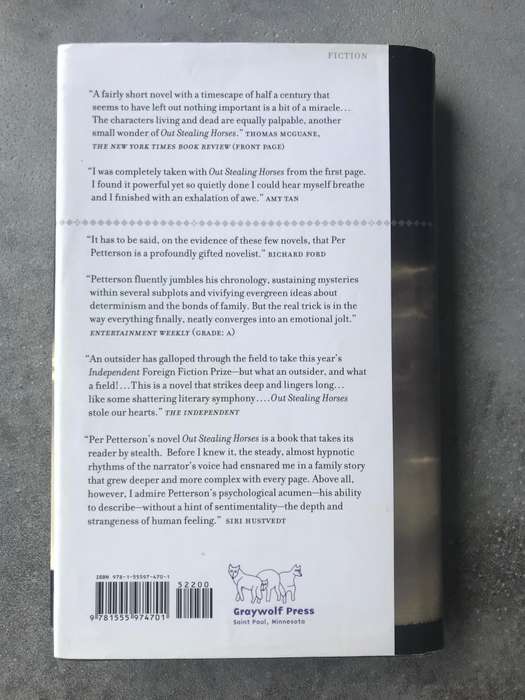 FICTION
"A fairly short novel with a timescape of half a century that
seems to have left out nothing important is a bit of a miracle...
The characters living and dead are equally palpable, another
small wonder of Out Stealing Horses." THOMAS MCGUANE,
THE NEW YORK TIMES BOOK REVIEW (FRONT PAGE)
"I was completely taken with Out Stealing Horses from the first page.
I found it powerful yet so quietly done I could hear myself breathe
and I finished with an exhalation of awe." AMY TAN
"It has to be said, on the evidence of these few novels, that Per
Petterson is a profoundly gifted novelist." RICHARD FORD
"Petterson fluently jumbles his chronology, sustaining mysteries
within several subplots and vivifying evergreen ideas about
determinism and the bonds of family. But the real trick is in the
way everything finally, neatly converges into an emotional jolt."
ENTERTAINMENT WEEKLY (GRADE: A)
"An outsider has galloped through the field to take this year's
Independent Foreign Fiction Prize—but what an outsider, and what
a field!...This is a novel that strikes deep and lingers long...
like some shattering literary symphony....Out Stealing Horses
stole our hearts." THE INDEPENDENT
"Per Petterson's novel Out Stealing Horses is a book that takes its
reader by stealth. Before I knew it, the steady, almost hypnotic
rhythms of the narrator's voice had ensnared me in a family story
that grew deeper and more complex with every page. Above all,
however, I admire Petterson's psychological acumen—his ability
to describe—without a hint of sentimentality—the depth and
strangeness of human feeling." SIRI HUSTVEDT
ISBN 978-1-55597-470-1
52200
9 781555 974701
Graywolf Press
Saint Paul, Minnesota